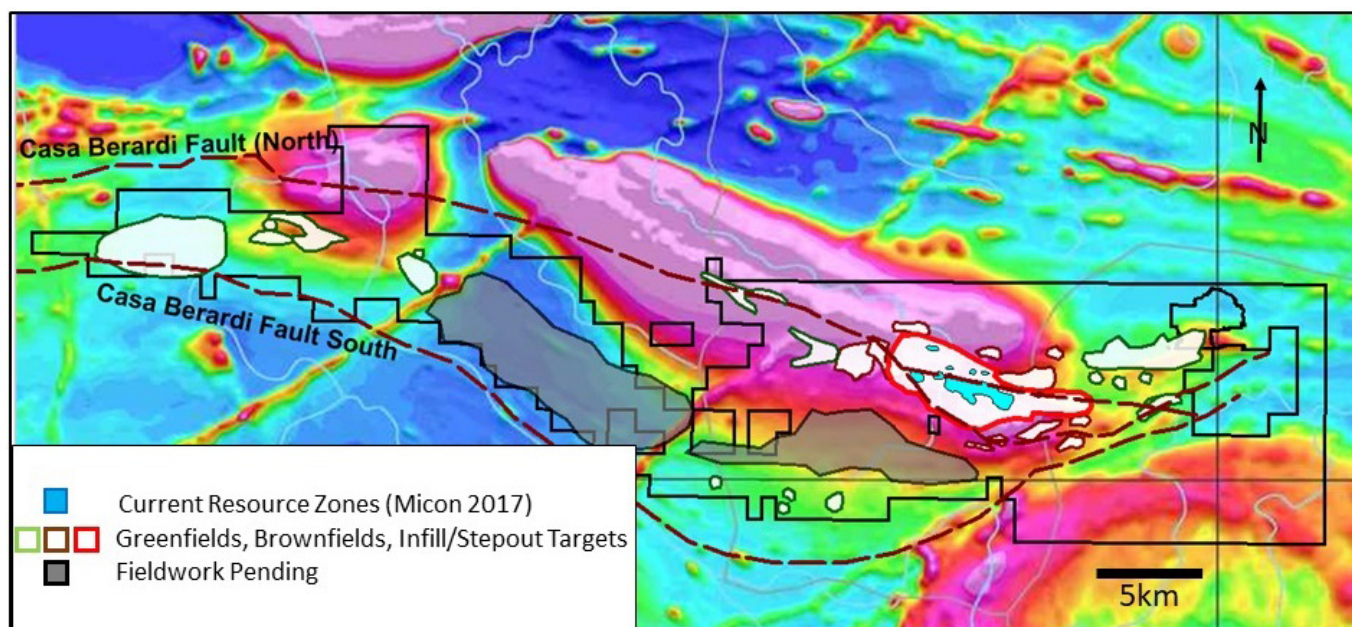 Casa Berardi Fault (North)
N
Casa Berardi Fault South
Current Resource Zones (Micon 2017)
Greenfields, Brownfields, Infill/Stepout Targets
Fieldwork Pending
5km